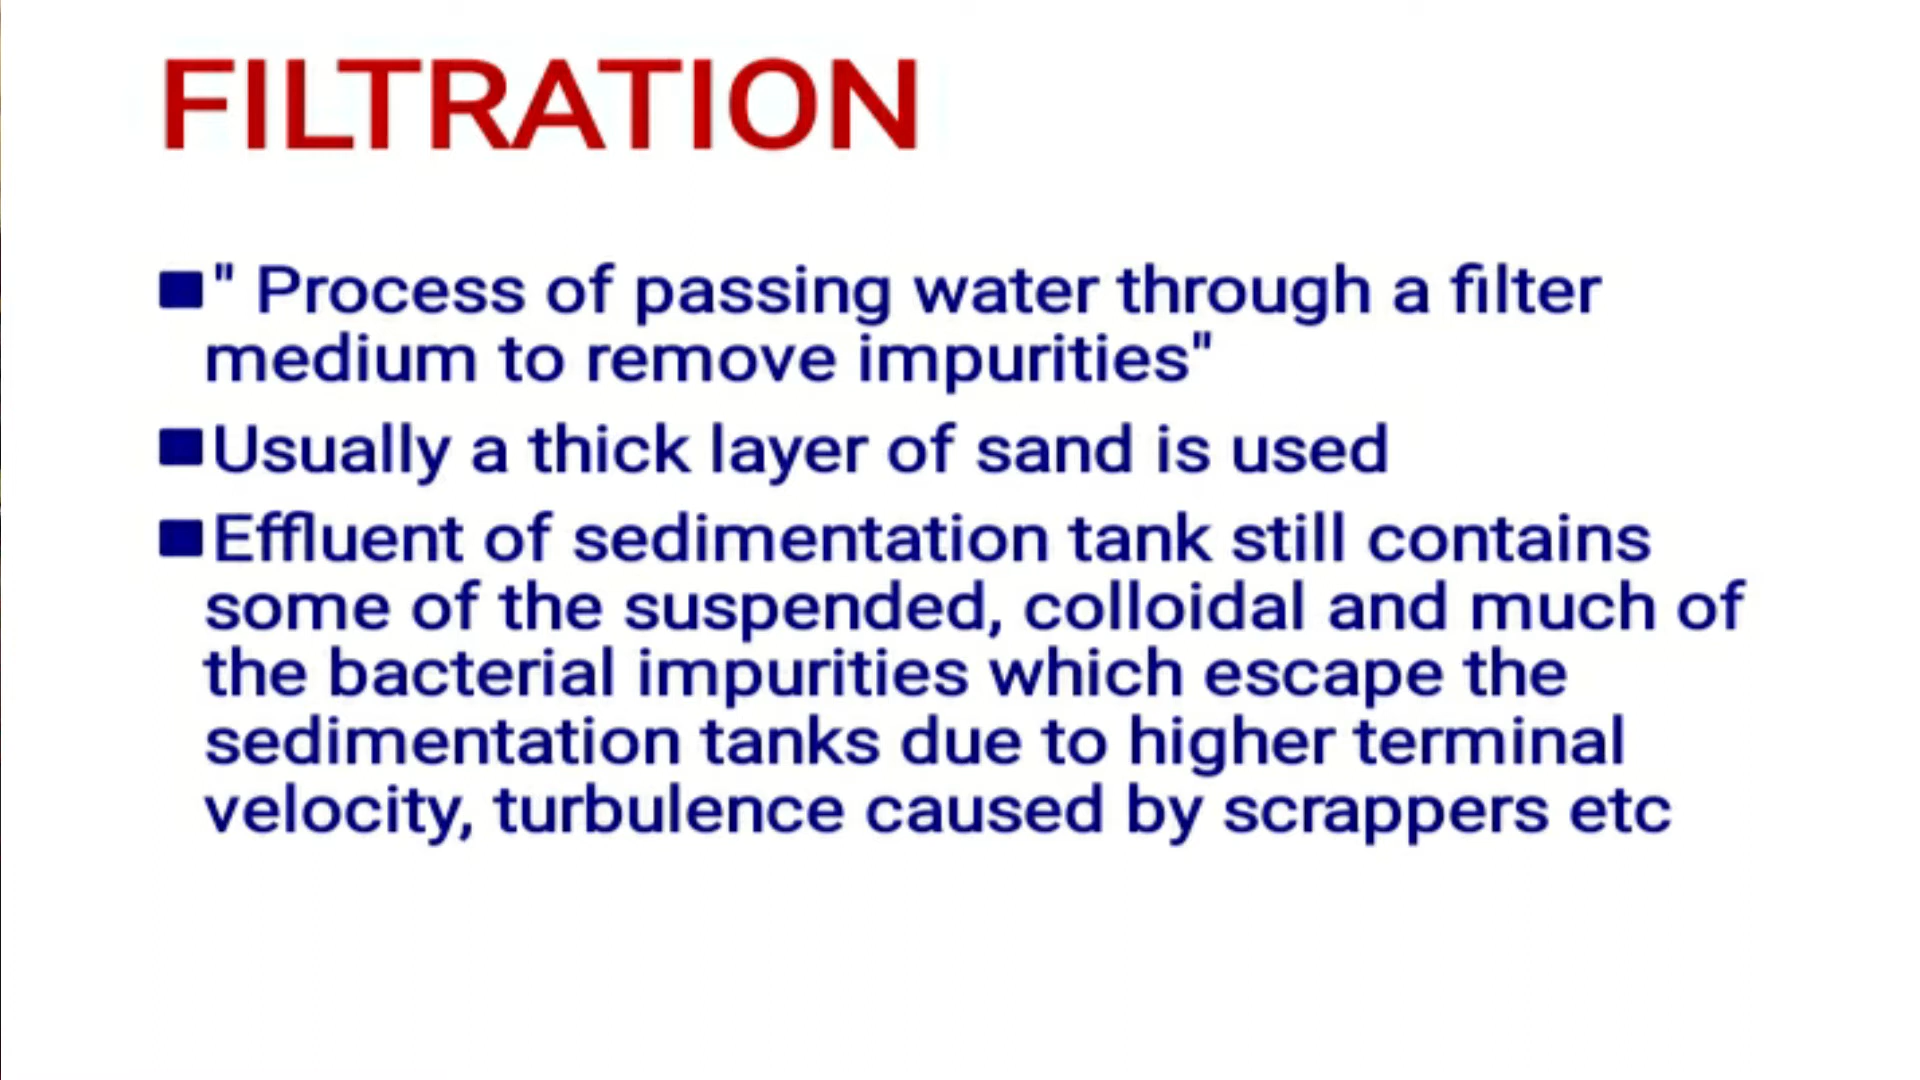 FILTRATION
" Process of passing water through a filter
medium to remove impurities"
Usually a thick layer of sand is used
Effluent of sedimentation tank still contains
some of the suspended, colloidal and much of
the bacterial impurities which escape the
sedimentation tanks due to higher terminal
velocity, turbulence caused by scrappers etc